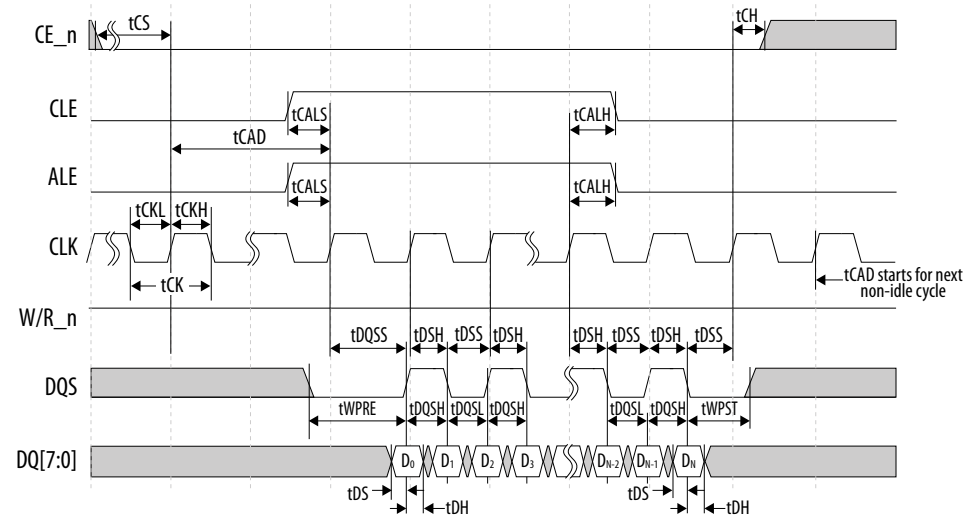 tCS
tCH
CE_n
CLE
tCALS
tCALH
tCAD
ALE
tCALS
tCALH
tCKL
tCKH
CLK
tCK
tCAD starts for next
non-idle cycle
W/R_n
tDQSS
tDSH
tDSS
tDSH
tDSH
tDSS
tDSH
tDSS
DQS
tWPRE
tDQSH
tDQSL
tDQSH
tDQSL
tDQSH
tWPST
DQ[7:0]
D0
D1
D2
D3
DN-2
DN-1
DN
tDS
tDS
tDH
tDH